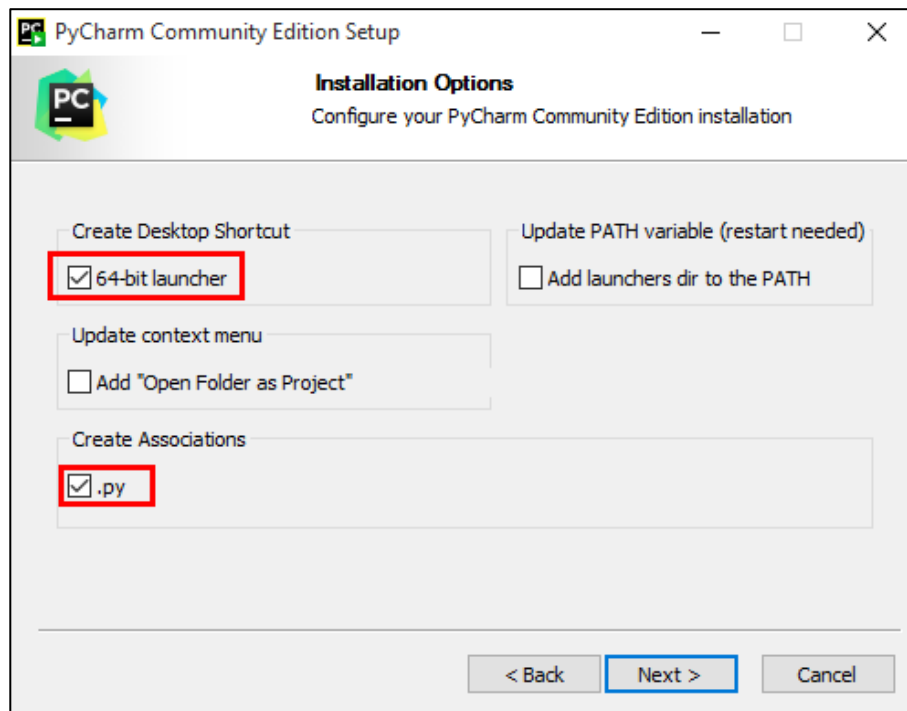 PyCharm Community Edition Setup
PC
Installation Options
Configure your PyCharm Community Edition installation
Create Desktop Shortcut
64-bit launcher
Update PATH variable (restart needed)
Add launchers dir to the PATH
Update context menu
Add "Open Folder as Project"
Create Associations
.py
< Back
Next >
Cancel